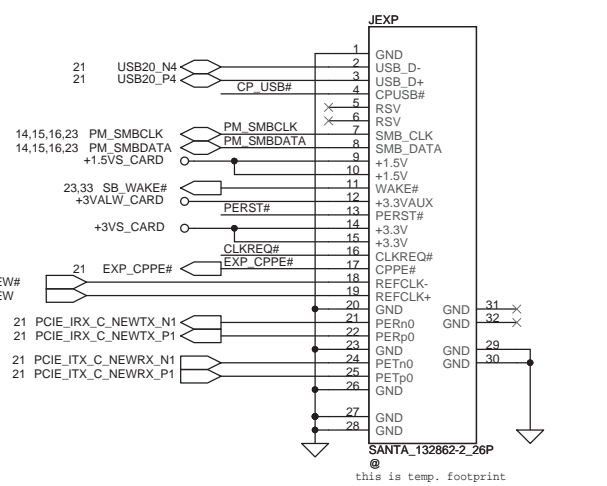 JEXP
1 GND
21 USB20_N4 2 USB_D-
21 USB20_P4 3 USB_D+
CP_USB# 4 CPUSB#
5 RSV
6 RSV
14,15,16,23 PM_SMBCLK PM_SMBCLK 7 SMB_CLK
14,15,16,23 PM_SMBDATA PM_SMBDATA 8 SMB_DATA
+1.5VS_CARD 9 +1.5V
10 +1.5V
23,33 SB_WAKE# 11 WAKE#
+3VALW_CARD 12 +3.3VAUX
PERST# 13 PERST#
+3VS_CARD 14 +3.3V
15 +3.3V
CLKREQ# 16 CLKREQ#
21 EXP_CPPE# EXP_CPPE# 17 CPPE#
EW# 18 REFCLK-
EW 19 REFCLK+
20 GND GND 31
21 PCIE_IRX_C_NEWTX_N1 21 PERn0 GND 32
21 PCIE_IRX_C_NEWTX_P1 22 PERp0
23 GND GND 29
21 PCIE_ITX_C_NEWRX_N1 24 PETn0 GND 30
21 PCIE_ITX_C_NEWRX_P1 25 PETp0
26 GND
27 GND
28 GND
SANTA_132862-2_26P
@
this is temp. footprint